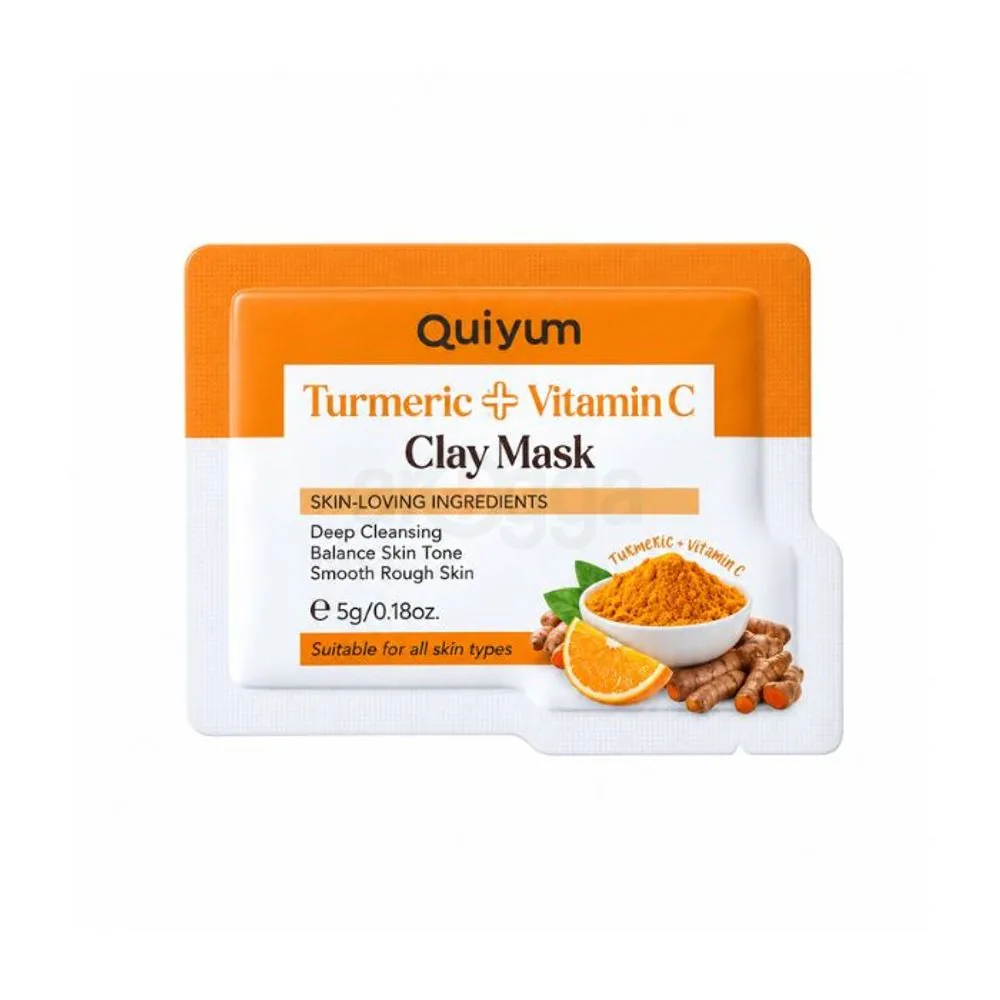 Quiyum
Turmeric + Vitamin C
Clay Mask
SKIN-LOVING INGREDIENTS
Deep Cleansing
Balance Skin Tone
Smooth Rough Skin
℮ 5g/0.18oz.
Suitable for all skin types
Turmeric + Vitamin C
arogga